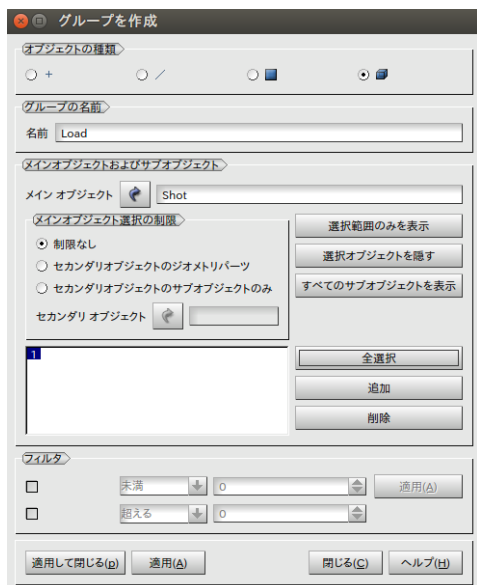 グループを作成
オブジェクトの種類
グループの名前
名前 Load
メインオブジェクトおよびサブオブジェクト
メイン オブジェクト Shot
メインオブジェクト選択の制限
制限なし
セカンダリオブジェクトのジオメトリパーツ
セカンダリオブジェクトのサブオブジェクトのみ
セカンダリ オブジェクト
選択範囲のみを表示
選択オブジェクトを隠す
すべてのサブオブジェクトを表示
1
全選択
追加
削除
フィルタ
未満 0 適用(A)
超える 0
適用して閉じる(p) 適用(A) 閉じる(C) ヘルプ(H)